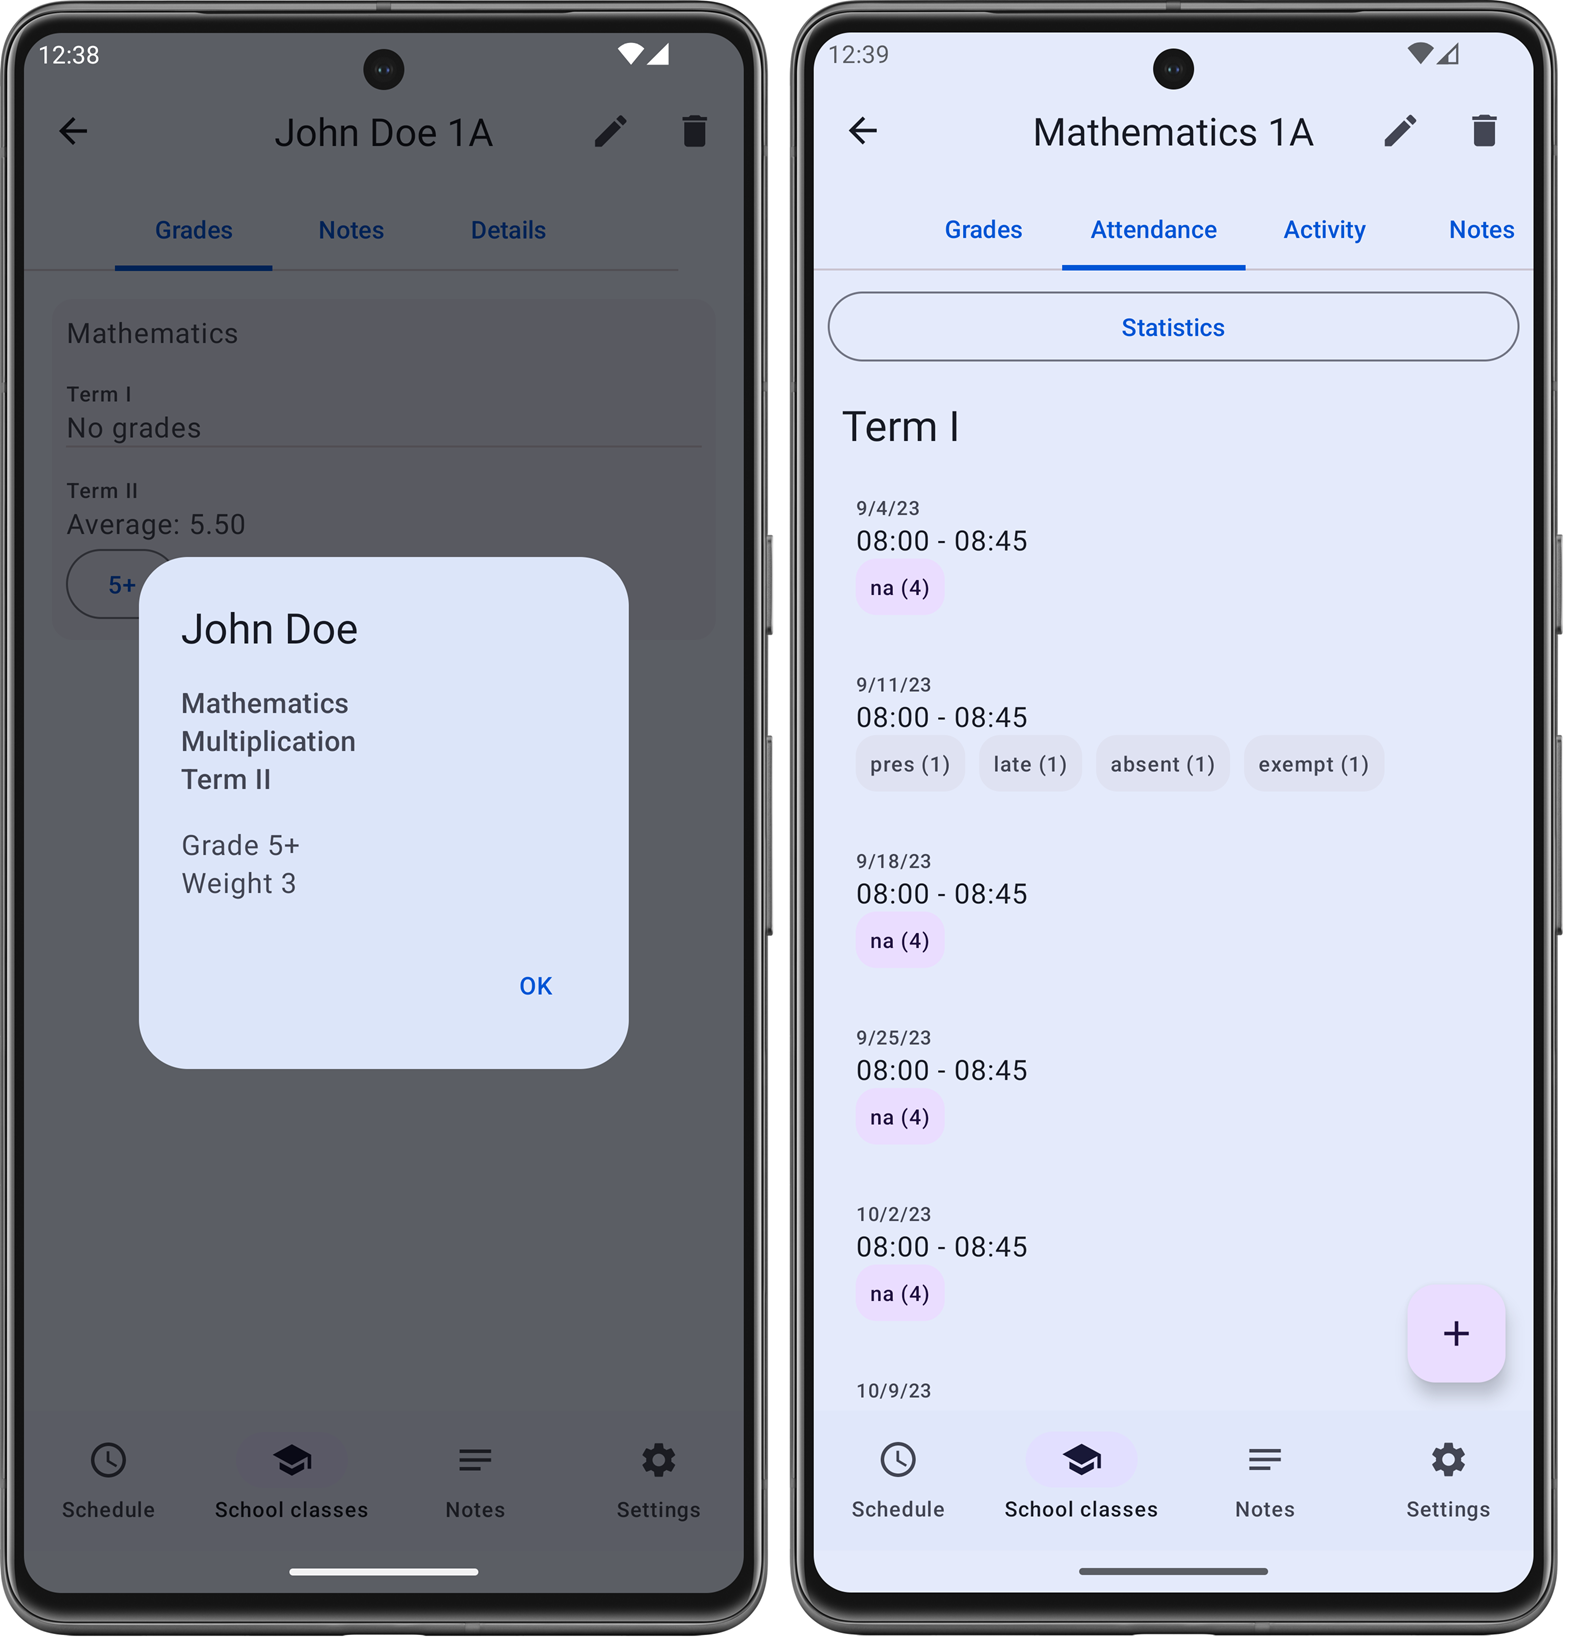 12:38
John Doe 1A
Grades Notes Details
Mathematics
Term I
No grades
Term II
Average: 5.50
5+
John Doe
Mathematics
Multiplication
Term II
Grade 5+
Weight 3
OK
Schedule School classes Notes Settings
12:39
Mathematics 1A
Grades Attendance Activity Notes
Statistics
Term I
9/4/23
08:00 - 08:45
na (4)
9/11/23
08:00 - 08:45
pres (1) late (1) absent (1) exempt (1)
9/18/23
08:00 - 08:45
na (4)
9/25/23
08:00 - 08:45
na (4)
10/2/23
08:00 - 08:45
na (4)
+
10/9/23
Schedule School classes Notes Settings